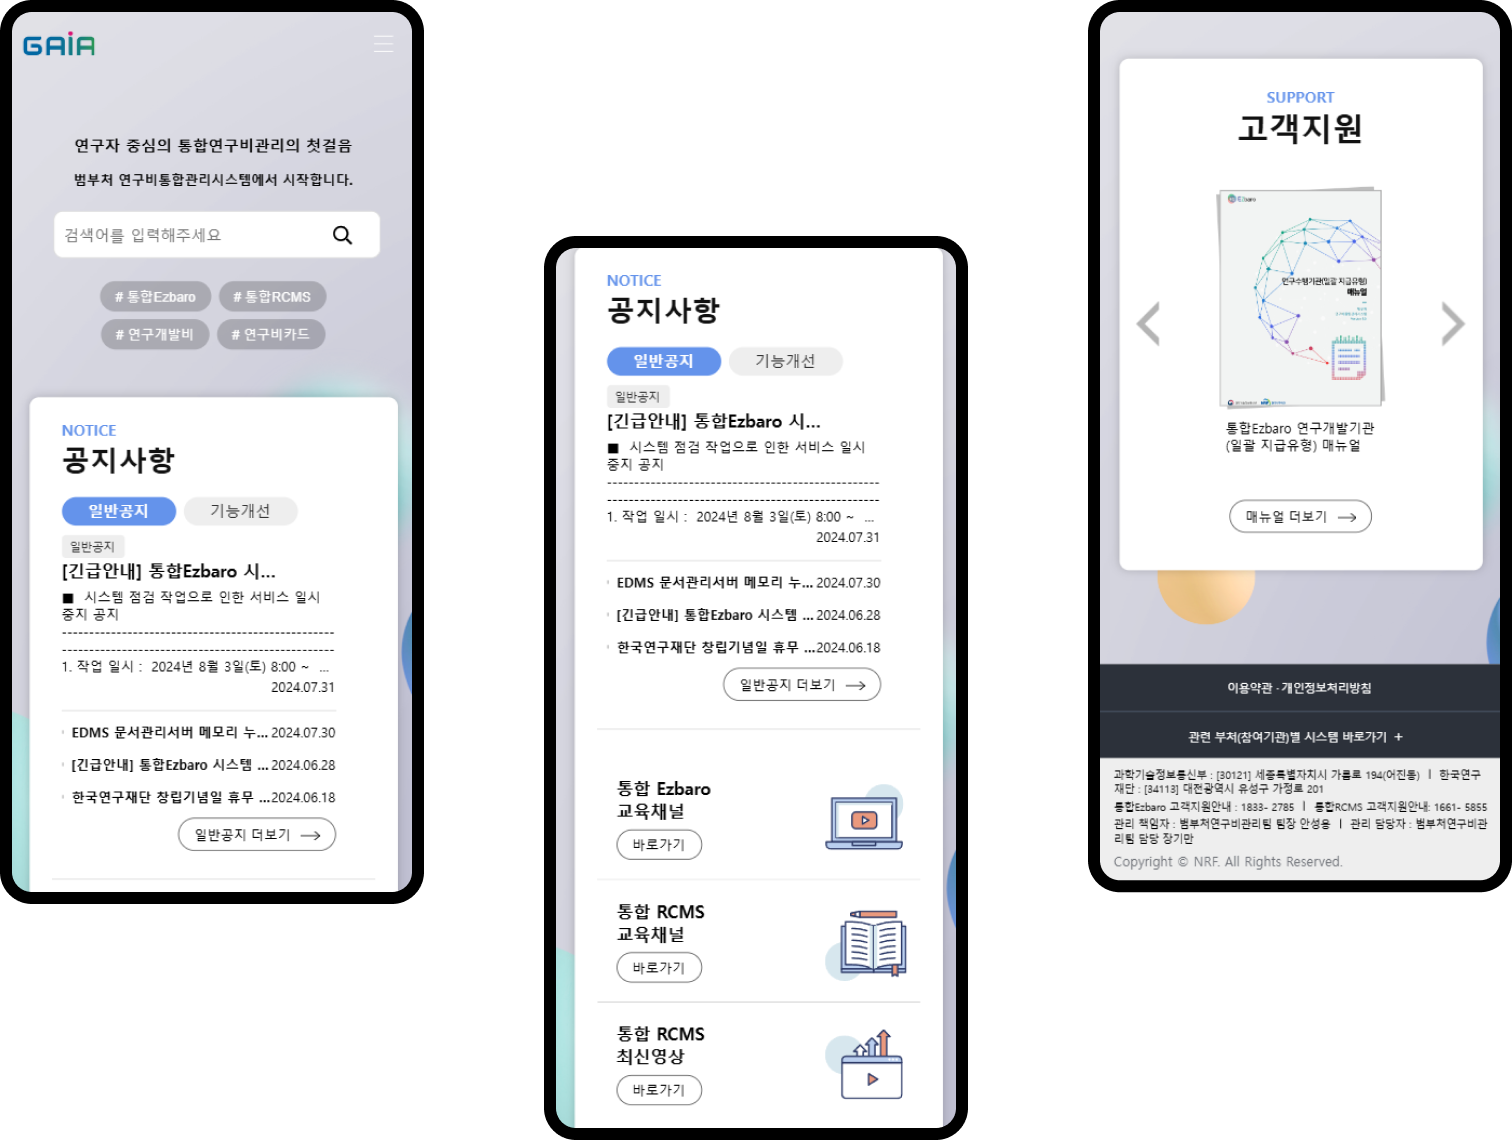 GAIA
연구자 중심의 통합연구비관리의 첫걸음
범부처 연구비통합관리시스템에서 시작합니다.
검색어를 입력해주세요
# 통합Ezbaro
# 통합RCMS
# 연구개발비
# 연구비카드
NOTICE
공지사항
일반공지
기능개선
일반공지
[긴급안내] 통합Ezbaro 시...
■ 시스템 점검 작업으로 인한 서비스 일시
중지 공지
--------------------------------------------------
--------------------------------------------------
1. 작업 일시 : 2024년 8월 3일(토) 8:00 ~ ...
2024.07.31
EDMS 문서관리서버 메모리 누... 2024.07.30
[긴급안내] 통합Ezbaro 시스템 ... 2024.06.28
한국연구재단 창립기념일 휴무 ... 2024.06.18
일반공지 더보기
NOTICE
공지사항
일반공지
기능개선
일반공지
[긴급안내] 통합Ezbaro 시...
■ 시스템 점검 작업으로 인한 서비스 일시
중지 공지
--------------------------------------------------
--------------------------------------------------
1. 작업 일시 : 2024년 8월 3일(토) 8:00 ~ ...
2024.07.31
EDMS 문서관리서버 메모리 누... 2024.07.30
[긴급안내] 통합Ezbaro 시스템 ... 2024.06.28
한국연구재단 창립기념일 휴무 ...2024.06.18
일반공지 더보기
통합 Ezbaro
교육채널
바로가기
통합 RCMS
교육채널
바로가기
통합 RCMS
최신영상
바로가기
SUPPORT
고객지원
Ezbaro
연구수행기관(일괄 지급유형)
매뉴얼
통합Ezbaro 연구개발기관
(일괄 지급유형) 매뉴얼
매뉴얼 더보기
이용약관 · 개인정보처리방침
관련 부처(참여기관)별 시스템 바로가기 +
과학기술정보통신부 : [30121] 세종특별자치시 가름로 194(어진동) ㅣ 한국연구
재단 : [34113] 대전광역시 유성구 가정로 201
통합Ezbaro 고객지원안내 : 1833- 2785 ㅣ 통합RCMS 고객지원안내: 1661- 5855
관리 책임자 : 범부처연구비관리팀 팀장 안성용 ㅣ 관리 담당자 : 범부처연구비관
리팀 담당 장기만
Copyright © NRF. All Rights Reserved.